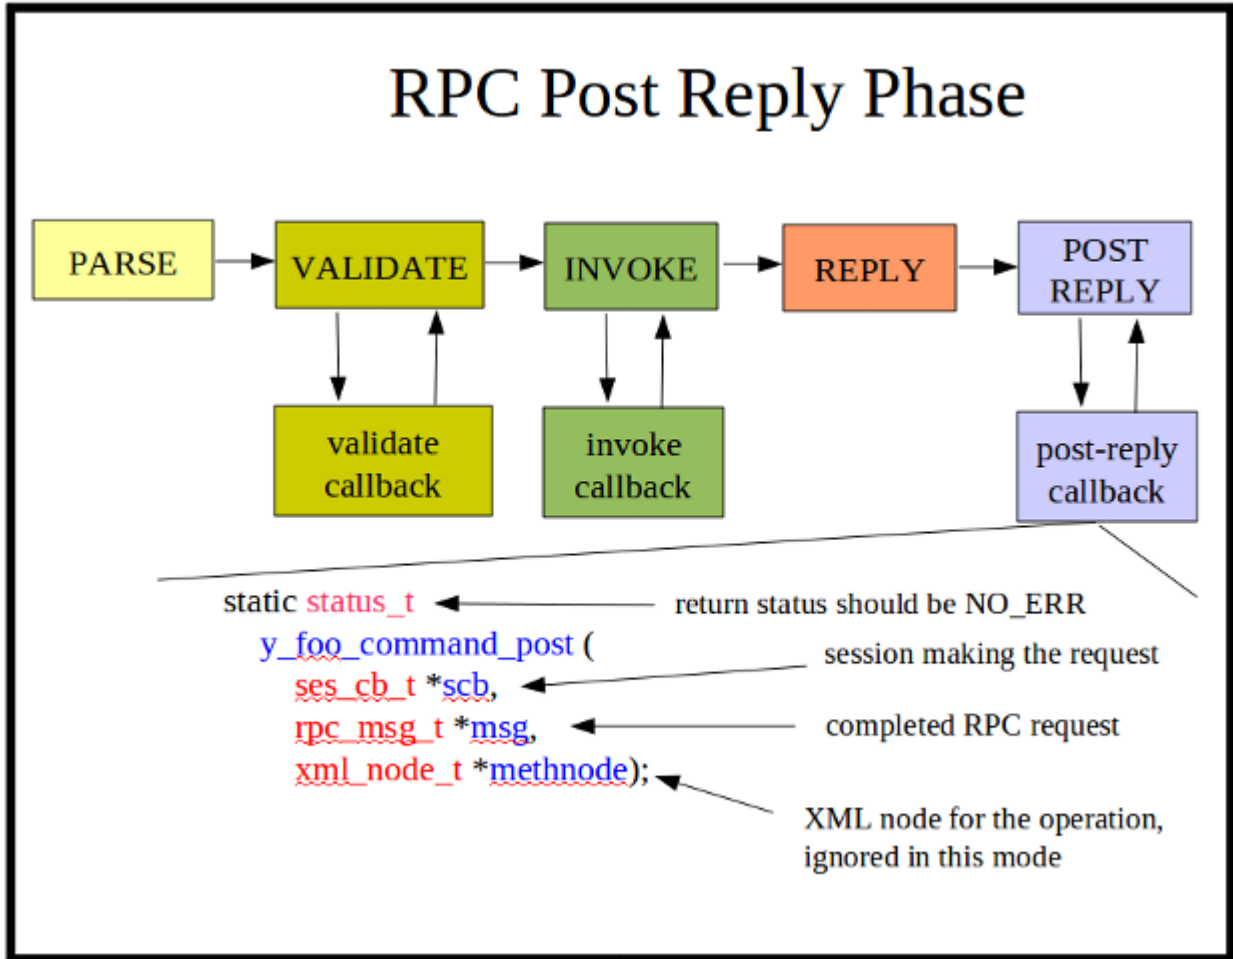 RPC Post Reply Phase
PARSE
VALIDATE
INVOKE
REPLY
POST
REPLY
validate
callback
invoke
callback
post-reply
callback
static status_t
return status should be NO_ERR
y_foo_command_post (
session making the request
ses_cb_t *scb,
rpc_msg_t *msg,
completed RPC request
xml_node_t *methnode);
XML node for the operation,
ignored in this mode